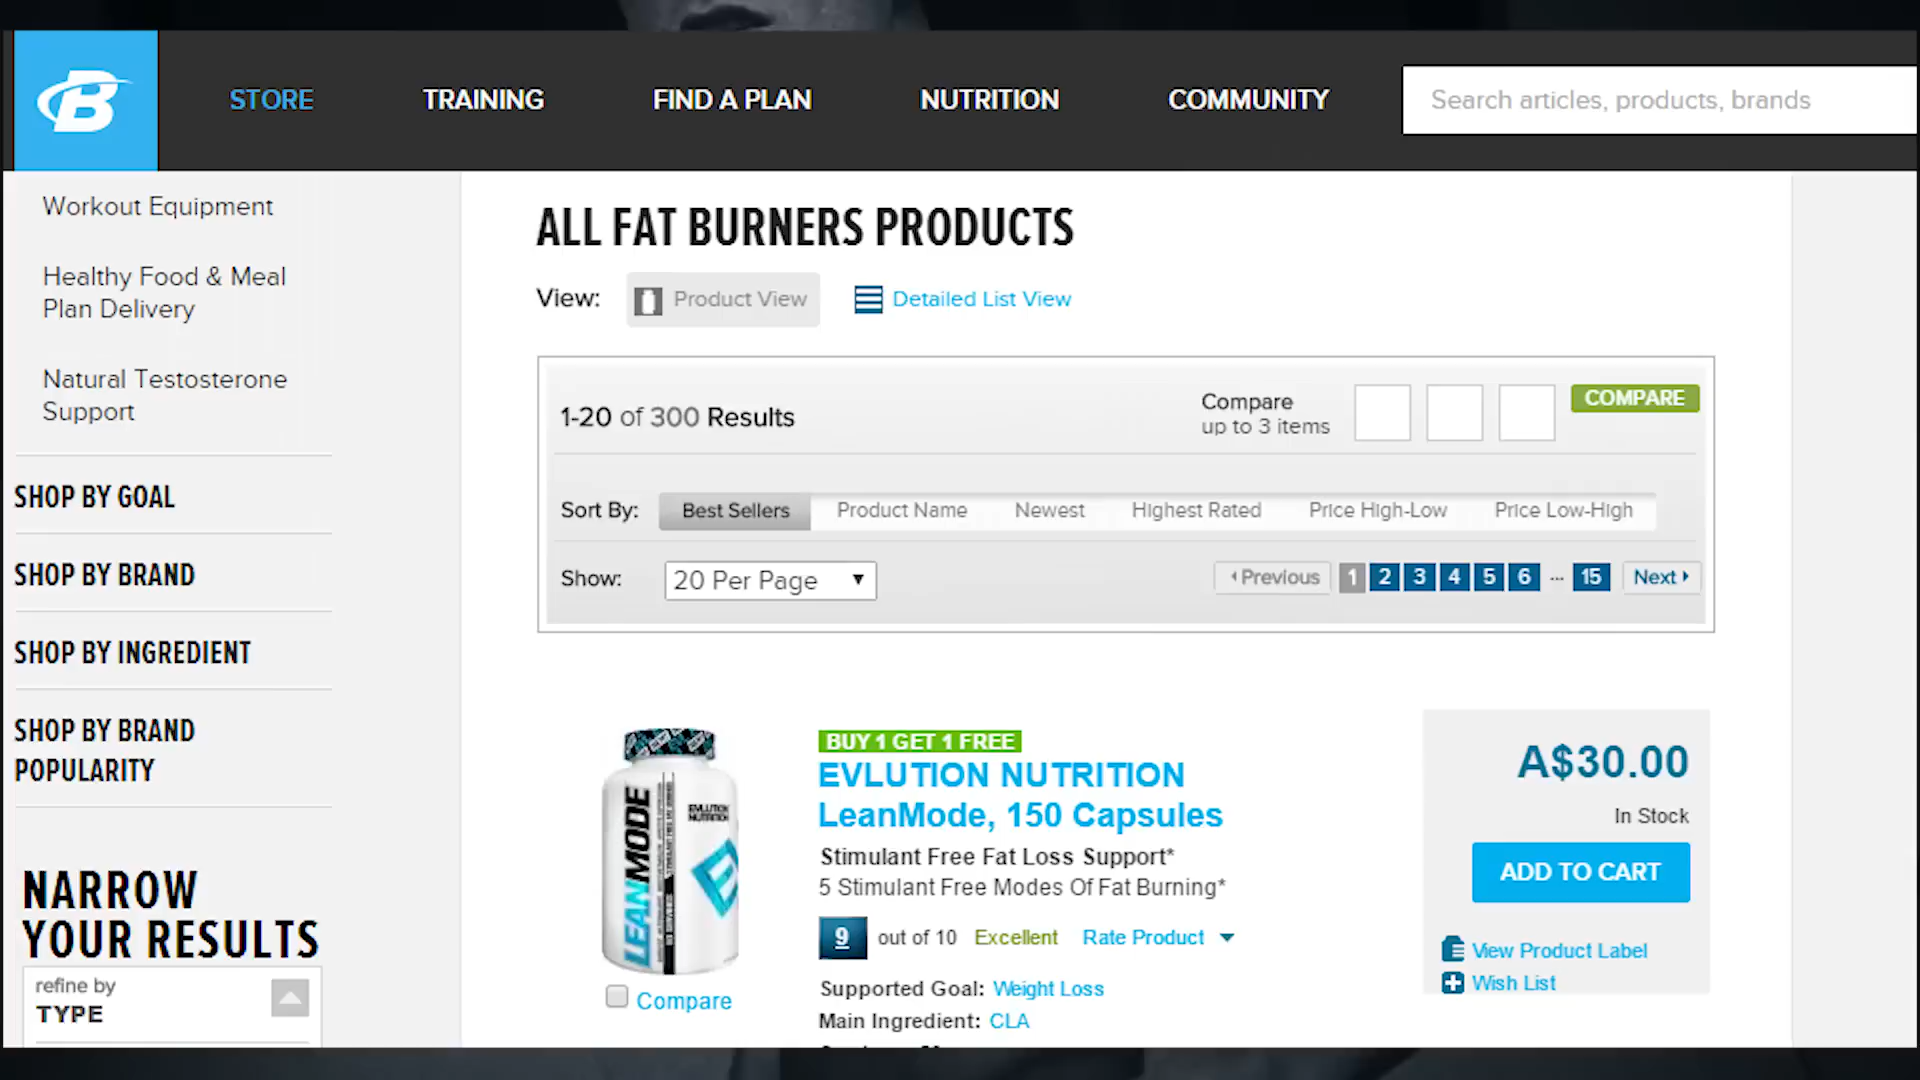 B
STORE
TRAINING
FIND A PLAN
NUTRITION
COMMUNITY
Search articles, products, brands
Workout Equipment
Healthy Food & Meal
Plan Delivery
Natural Testosterone
Support
SHOP BY GOAL
SHOP BY BRAND
SHOP BY INGREDIENT
SHOP BY BRAND
POPULARITY
NARROW
YOUR RESULTS
refine by
TYPE
ALL FAT BURNERS PRODUCTS
View:
Product View
Detailed List View
1-20 of 300 Results
Compare
up to 3 items
COMPARE
Sort By:
Best Sellers
Product Name
Newest
Highest Rated
Price High-Low
Price Low-High
Show:
20 Per Page
Previous
1 2 3 4 5 6 ... 15
Next
LEANMODE
EVLUTION
NUTRITION
Compare
BUY 1 GET 1 FREE
EVLUTION NUTRITION
LeanMode, 150 Capsules
Stimulant Free Fat Loss Support*
5 Stimulant Free Modes Of Fat Burning*
9 out of 10 Excellent Rate Product
Supported Goal: Weight Loss
Main Ingredient: CLA
A$30.00
In Stock
ADD TO CART
View Product Label
Wish List